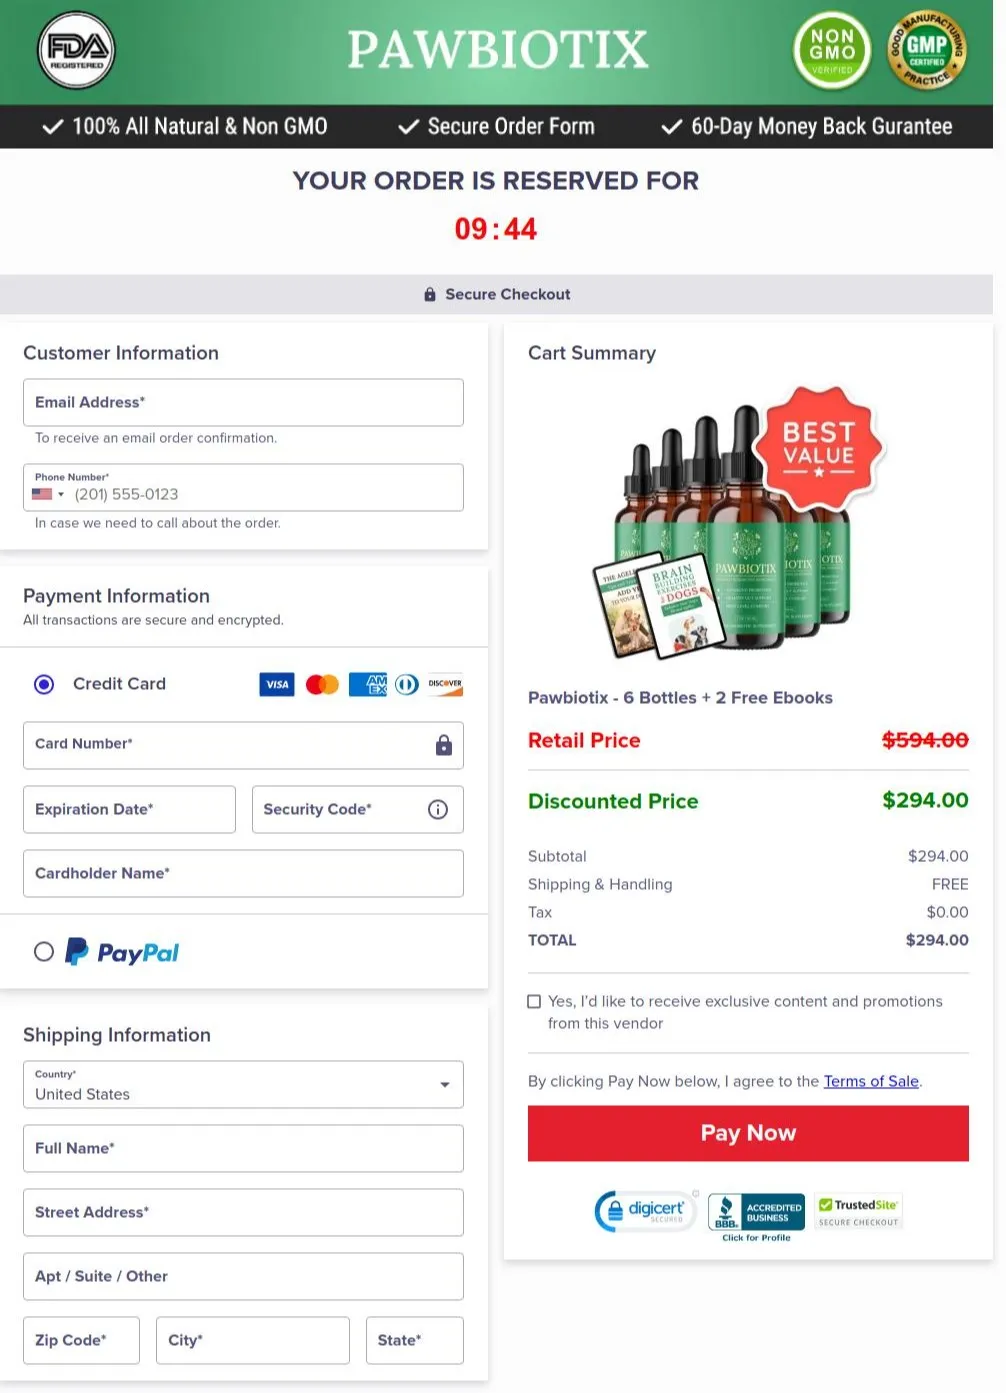 FDA
REGISTERED
PAWBIOTIX
NON
GMO
VERIFIED
GOOD MANUFACTURING
GMP
CERTIFIED
PRACTICE
100% All Natural & Non GMO
Secure Order Form
60-Day Money Back Gurantee
YOUR ORDER IS RESERVED FOR
09:44
Secure Checkout
Customer Information
Email Address*
To receive an email order confirmation.
Phone Number*
(201) 555-0123
In case we need to call about the order.
Payment Information
All transactions are secure and encrypted.
Credit Card
VISA
AM
EX
DISCOVER
Card Number*
Expiration Date*
Security Code*
Cardholder Name*
PayPal
Shipping Information
Country*
United States
Full Name*
Street Address*
Apt / Suite / Other
Zip Code*
City*
State*
Cart Summary
BEST
VALUE
PAWBIOTIX
BRAIN
BUILDING
EXERCISES
DOGS
Pawbiotix - 6 Bottles + 2 Free Ebooks
Retail Price
$594.00
Discounted Price
$294.00
Subtotal
$294.00
Shipping & Handling
FREE
Tax
$0.00
TOTAL
$294.00
Yes, I'd like to receive exclusive content and promotions
from this vendor
By clicking Pay Now below, I agree to the Terms of Sale.
Pay Now
digicert
SECURED
BBB.
ACCREDITED
BUSINESS
Click for Profile
TrustedSite
SECURE CHECKOUT